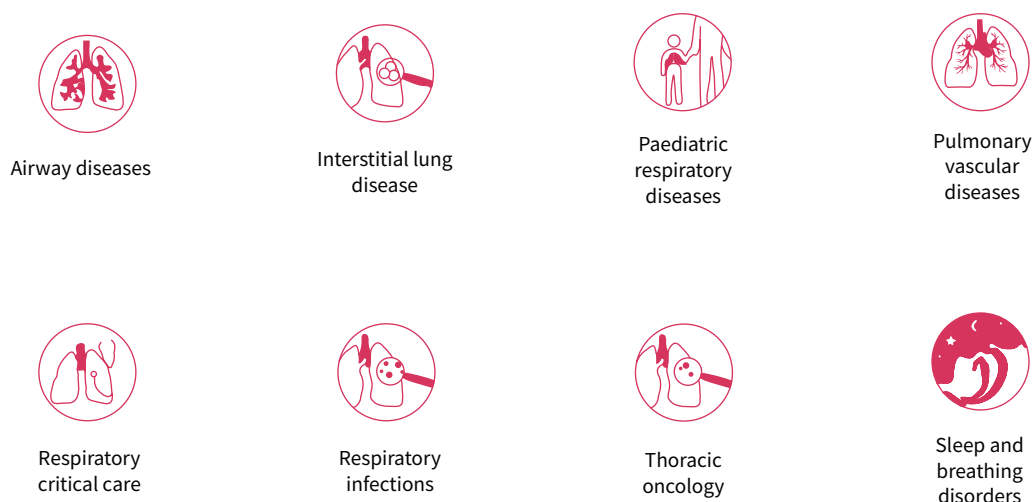 Airway diseases
Interstitial lung
disease
Paediatric
respiratory
diseases
Pulmonary
vascular
diseases
Respiratory
critical care
Respiratory
infections
Thoracic
oncology
Sleep and
breathing
disorders